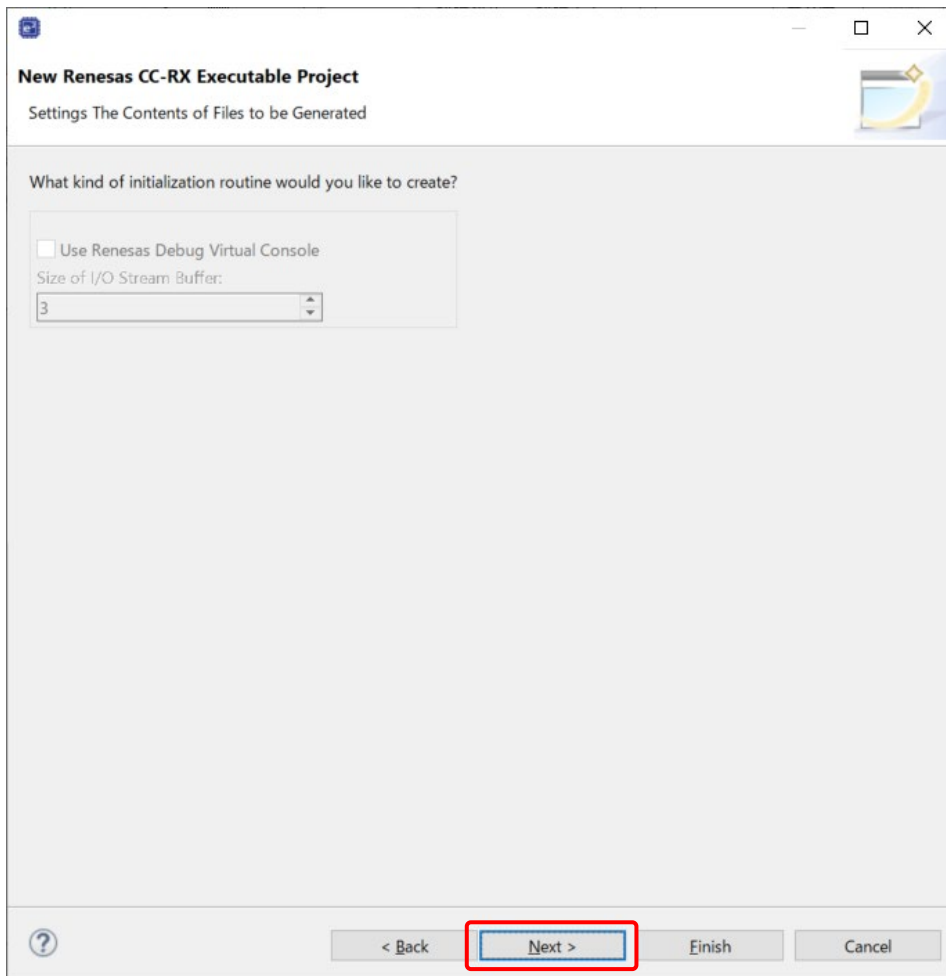 New Renesas CC-RX Executable Project
Settings The Contents of Files to be Generated
What kind of initialization routine would you like to create?
Use Renesas Debug Virtual Console
Size of I/O Stream Buffer:
3
?
< Back Next > Finish Cancel